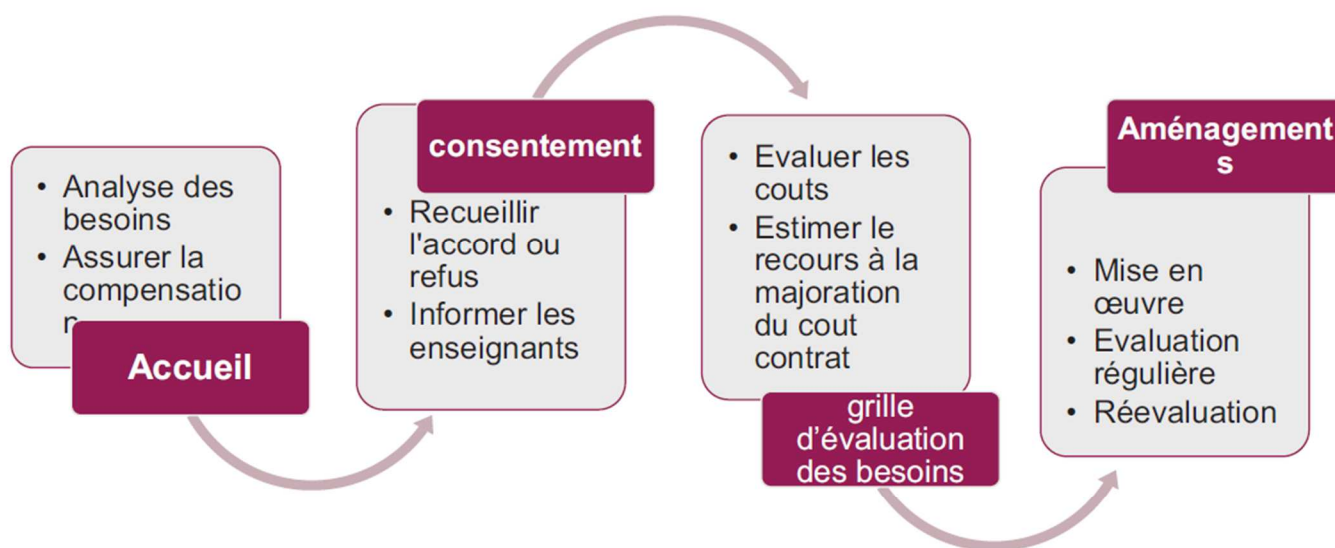 • Analyse des
besoins
• Assurer la
compensatio
n
Accueil
consentement
• Recueillir
l'accord ou
refus
• Informer les
enseignants
• Evaluer les
couts
• Estimer le
recours à la
majoration
du cout
contrat
grille
d’évaluation
des besoins
Aménagement
s
• Mise en
œuvre
• Evaluation
régulière
• Réevaluation